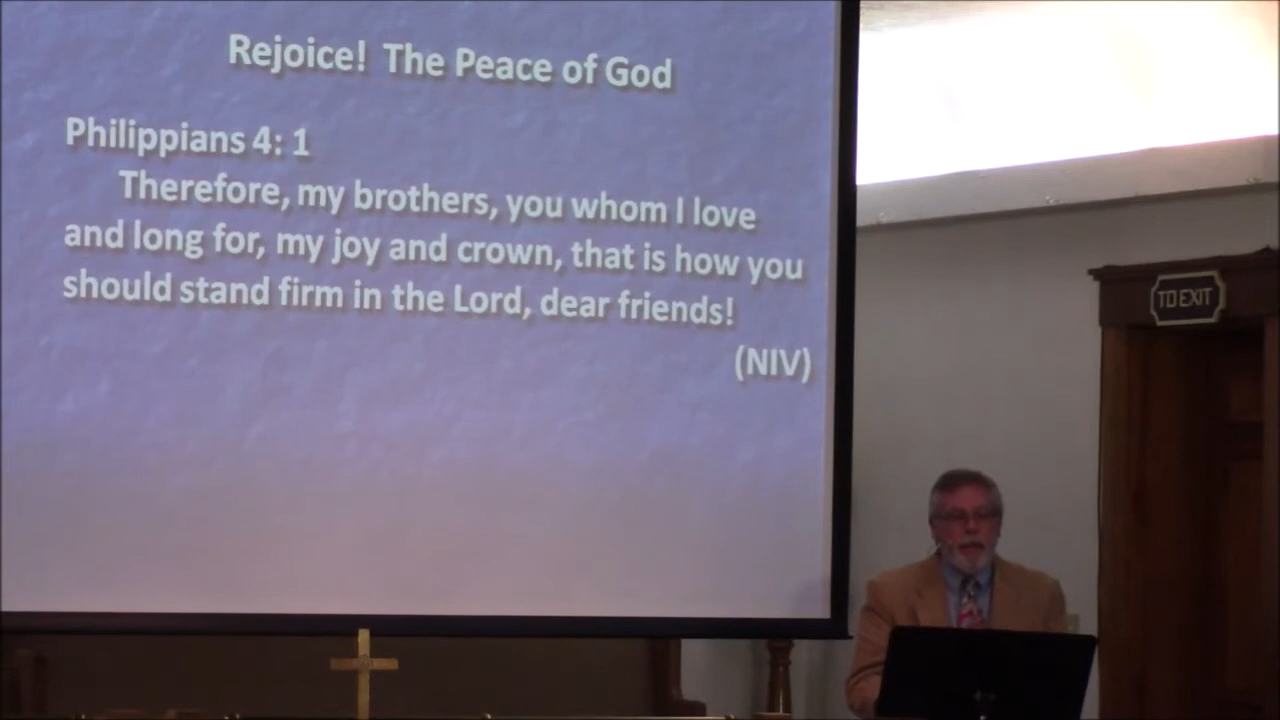 Rejoice! The Peace of God
Philippians 4: 1
Therefore, my brothers, you whom I love
and long for, my joy and crown, that is how you
should stand firm in the Lord, dear friends!
(NIV)
TO EXIT